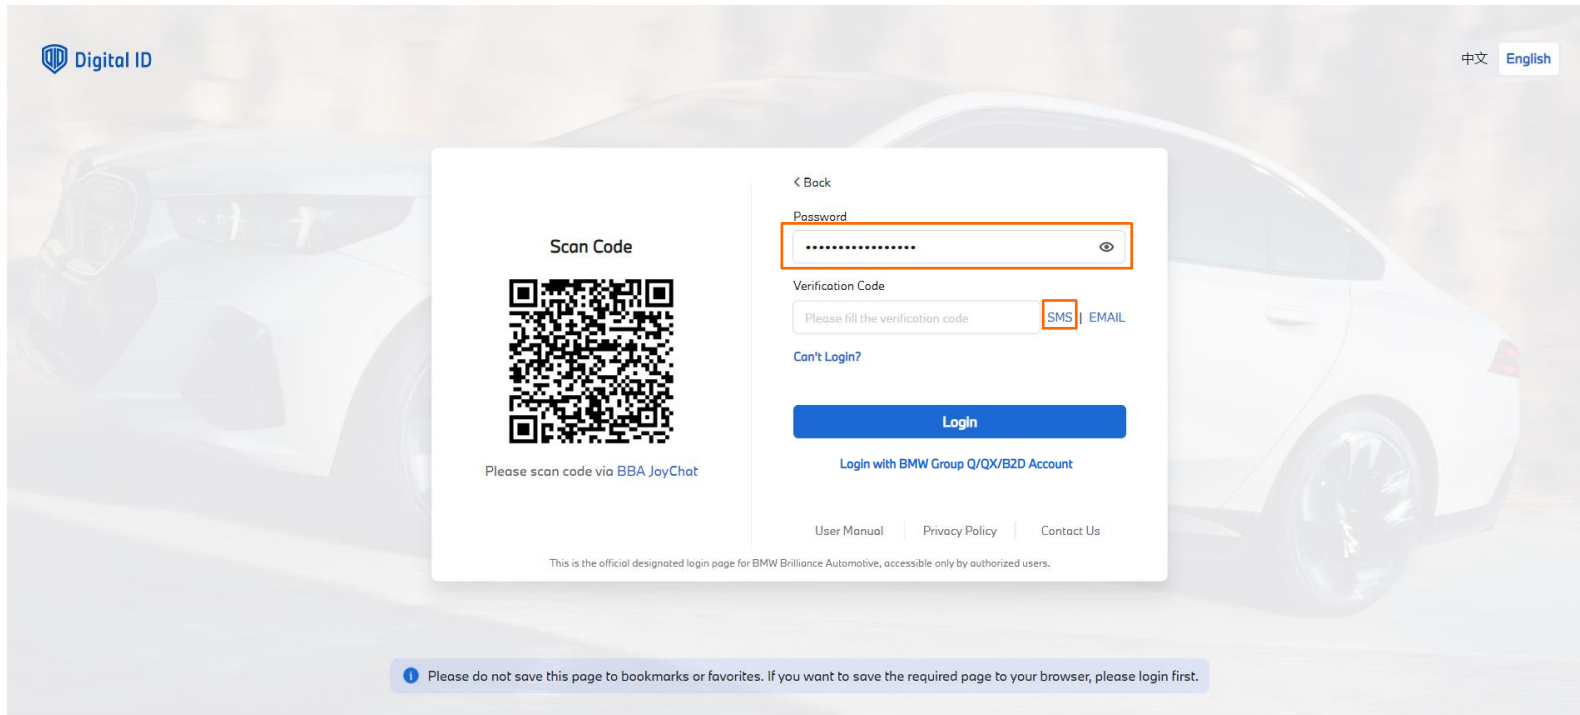 Digital ID
中文 English
Scan Code
Please scan code via BBA JoyChat
< Back
Password
•••••••••••••••••
Verification Code
Please fill the verification code SMS | EMAIL
Can't Login?
Login
Login with BMW Group Q/QX/B2D Account
User Manual Privacy Policy Contact Us
This is the official designated login page for BMW Brilliance Automotive, accessible only by authorized users.
Please do not save this page to bookmarks or favorites. If you want to save the required page to your browser, please login first.